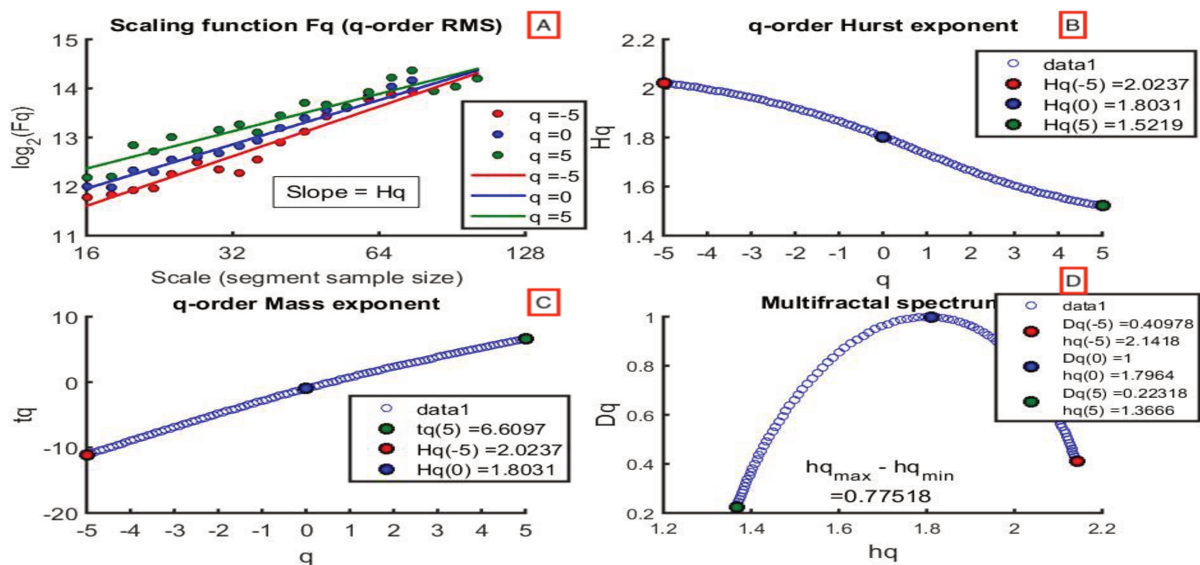 Scaling function Fq (q-order RMS)
A
15
14
13
12
11
log2(Fq)
q =-5
q =0
q =5
q =-5
q =0
q =5
Slope = Hq
16
32
64
128
Scale (segment sample size)
q-order Hurst exponent
B
2.2
2
1.8
1.6
1.4
Hq
data1
Hq(-5) =2.0237
Hq(0) =1.8031
Hq(5) =1.5219
-5 -4 -3 -2 -1 0 1 2 3 4 5
q
q-order Mass exponent
C
10
0
-10
-20
tq
data1
tq(5) =6.6097
Hq(-5) =2.0237
Hq(0) =1.8031
-5 -4 -3 -2 -1 0 1 2 3 4 5
q
Multifractal spectrum
D
1
0.8
0.6
0.4
0.2
Dq
data1
Dq(-5) =0.40978
hq(-5) =2.1418
Dq(0) =1
hq(0) =1.7964
Dq(5) =0.22318
hq(5) =1.3666
hqmax - hqmin
=0.77518
1.2 1.4 1.6 1.8 2 2.2
hq